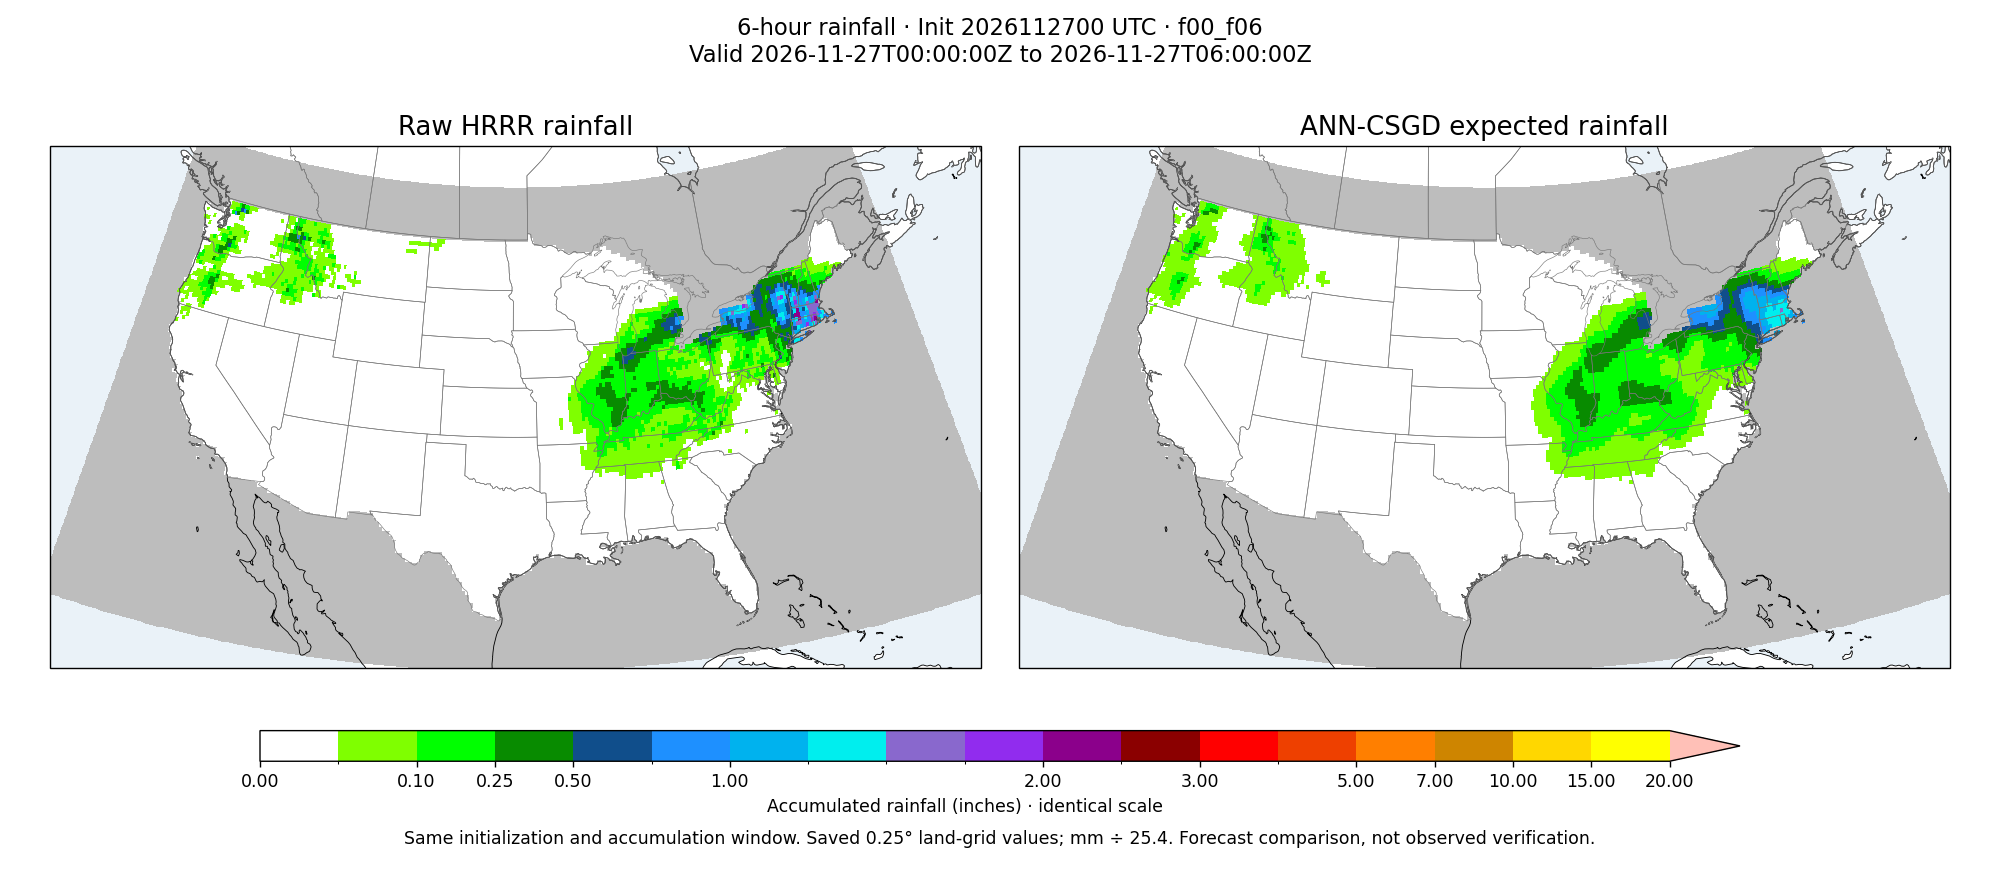 6-hour rainfall · Init 2026112700 UTC · f00_f06
Valid 2026-11-27T00:00:00Z to 2026-11-27T06:00:00Z
Raw HRRR rainfall
ANN-CSGD expected rainfall
0.00 0.10 0.25 0.50 1.00 2.00 3.00 5.00 7.00 10.00 15.00 20.00
Accumulated rainfall (inches) · identical scale
Same initialization and accumulation window. Saved 0.25° land-grid values; mm ÷ 25.4. Forecast comparison, not observed verification.